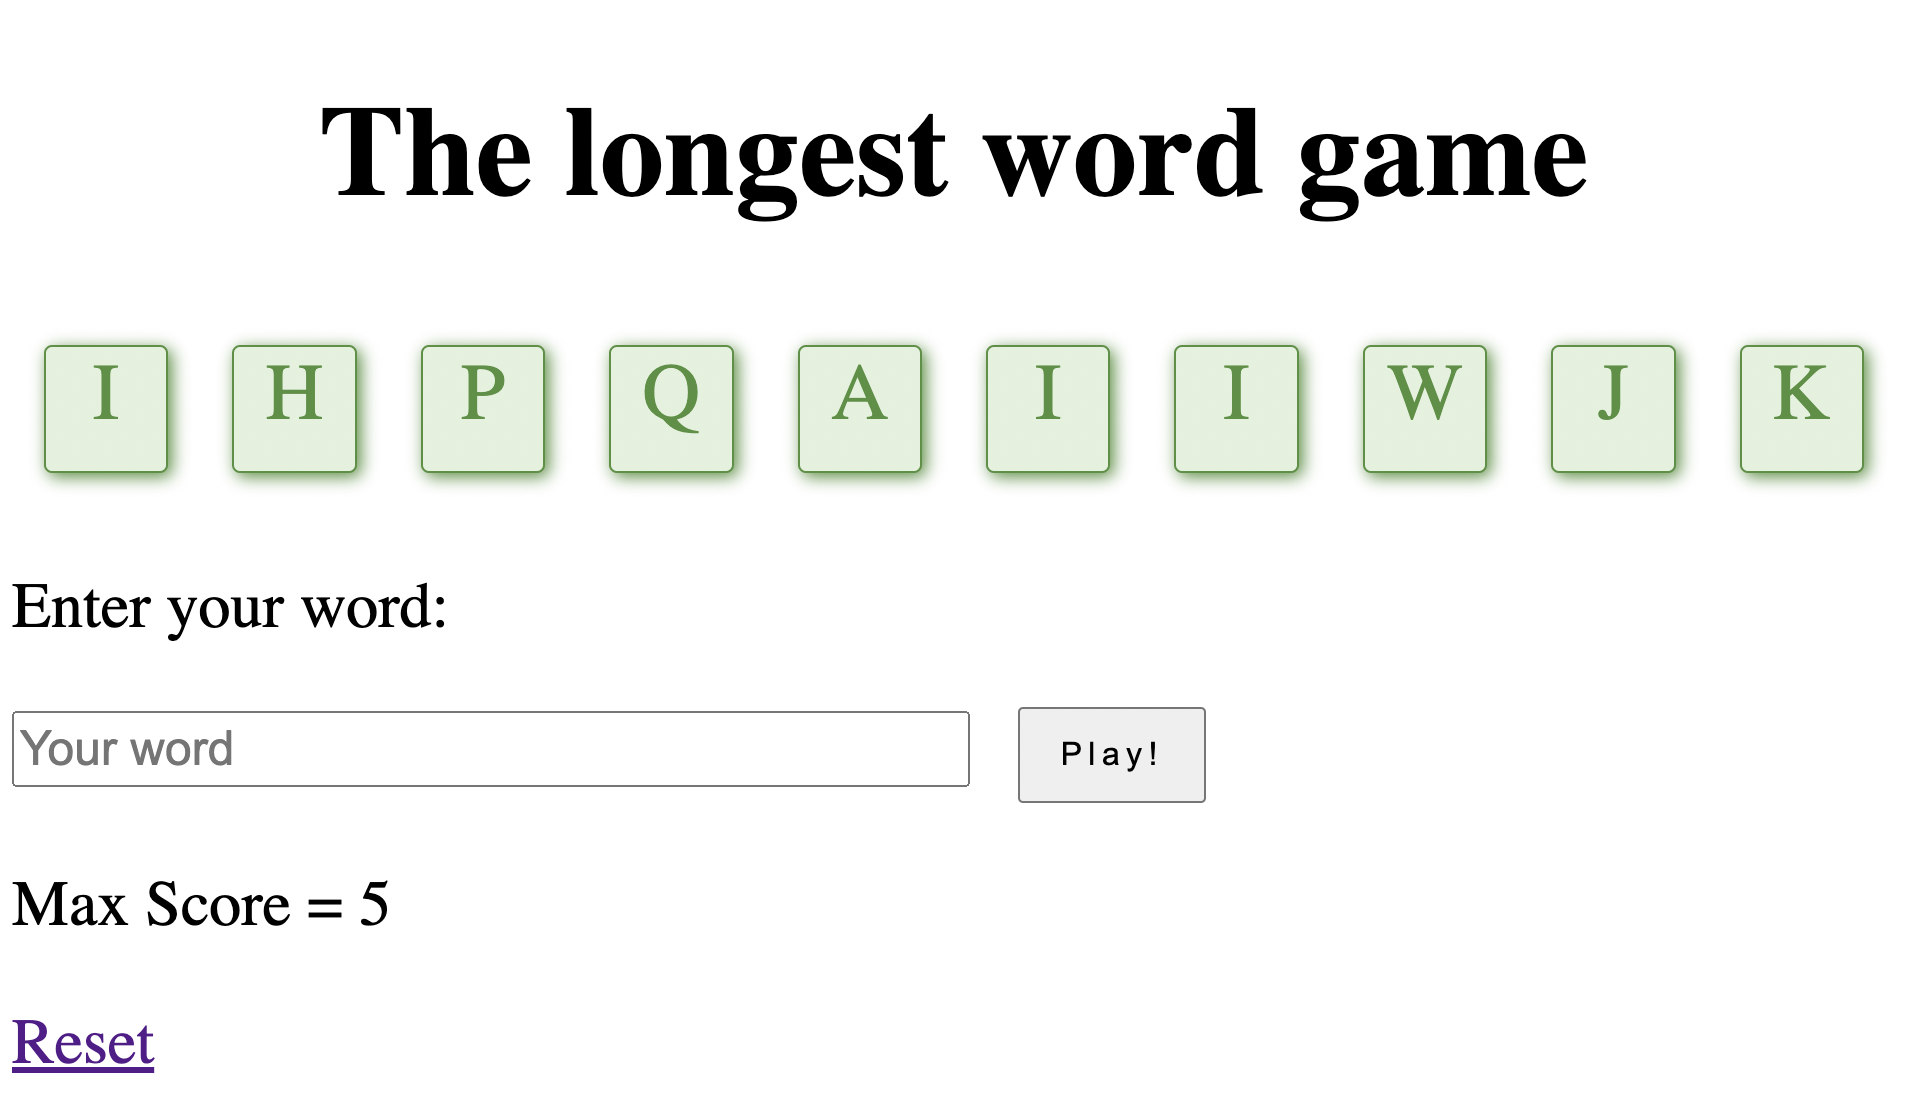 The longest word game
I H P Q A I I W J K
Enter your word:
Your word Play!
Max Score = 5
Reset